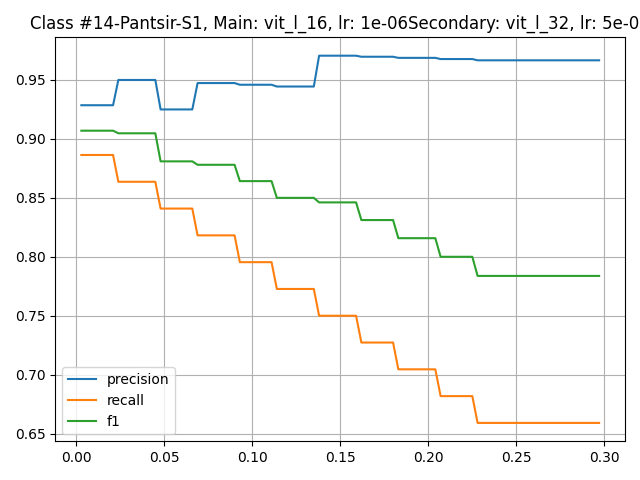 Class #14-Pantsir-S1, Main: vit_l_16, lr: 1e-06Secondary: vit_l_32, lr: 5e-0
0.95
0.90
0.85
0.80
0.75
0.70
0.65
precision
recall
f1
0.00 0.05 0.10 0.15 0.20 0.25 0.30